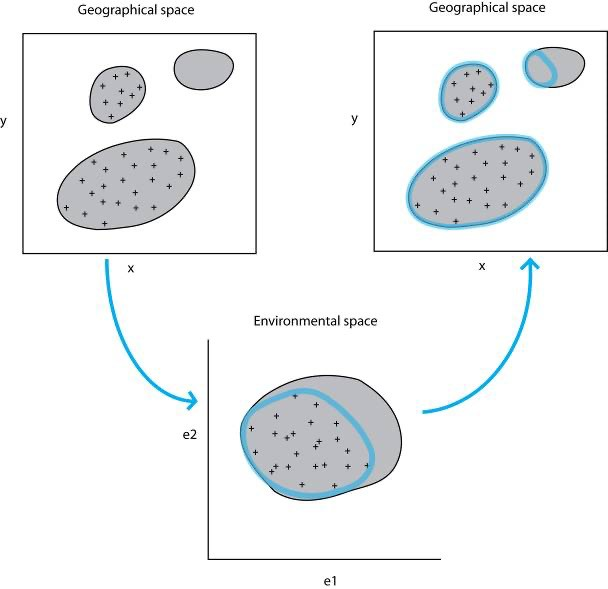 Geographical space
Geographical space
y
y
x
x
Environmental space
e2
e1